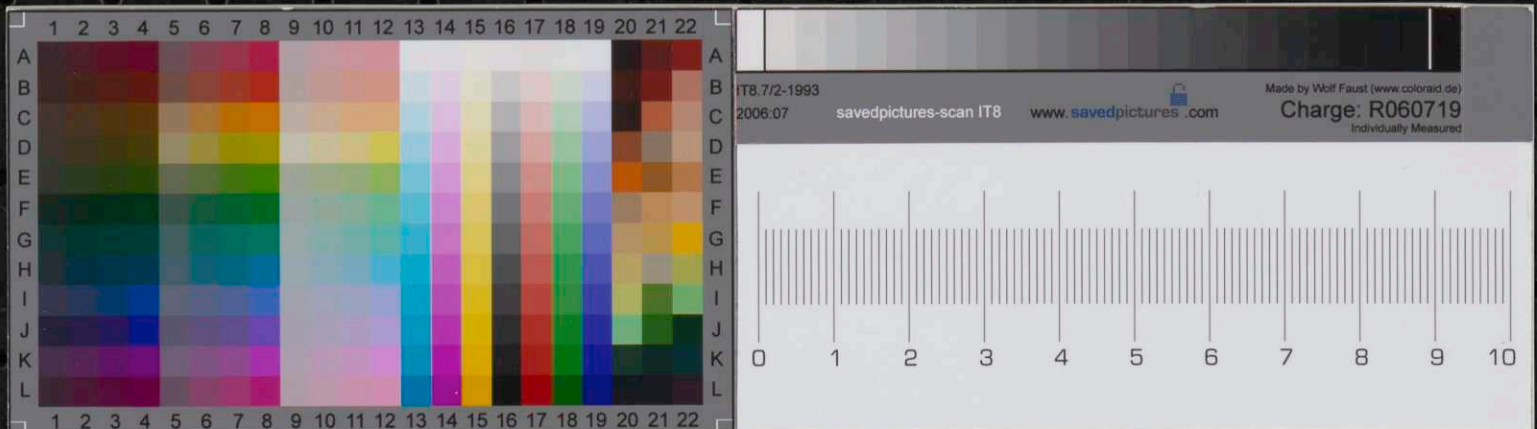 1 2 3 4 5 6 7 8 9 10 11 12 13 14 15 16 17 18 19 20 21 22
A A
B B
C C
D D
E E
F F
G G
H H
I I
J J
K K
L L
1 2 3 4 5 6 7 8 9 10 11 12 13 14 15 16 17 18 19 20 21 22
IT8.7/2-1993
2006:07
savedpictures-scan IT8
www.savedpictures.com
Made by Wolf Faust (www.coloraid.de)
Charge: R060719
Individually Measured
0 1 2 3 4 5 6 7 8 9 10